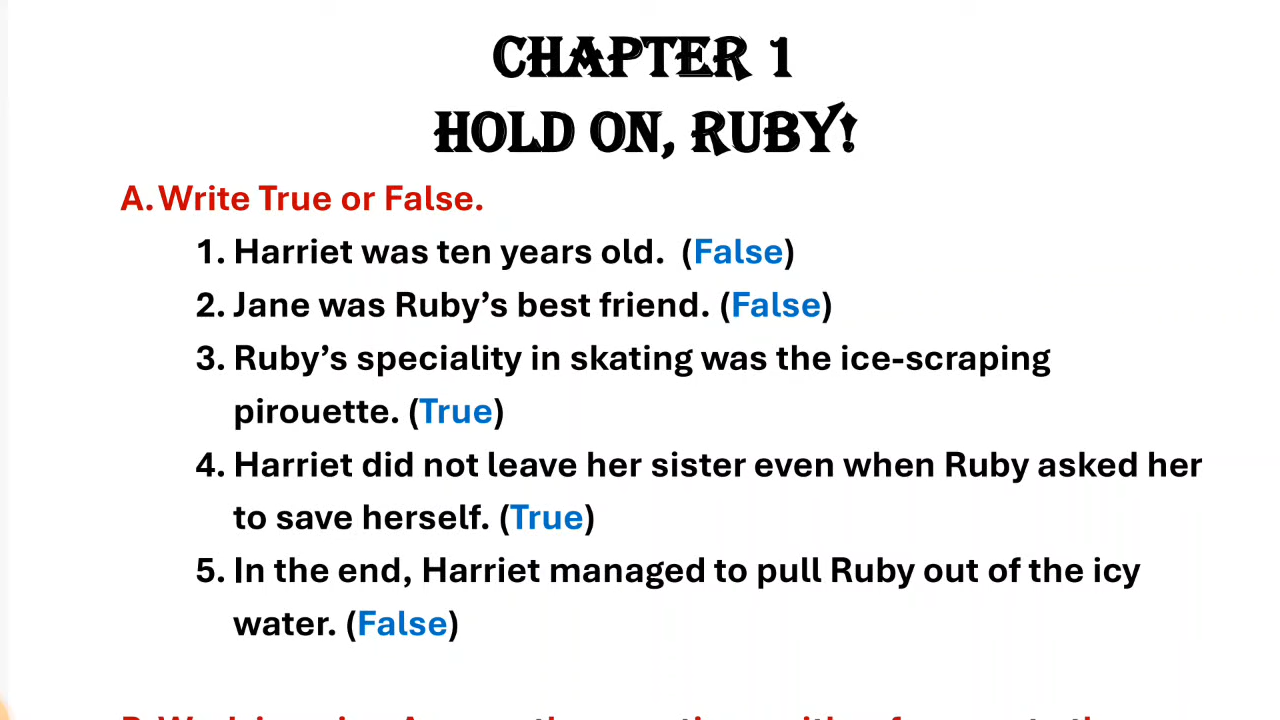 CHAPTER 1
HOLD ON, RUBY!
A. Write True or False.
1. Harriet was ten years old. (False)
2. Jane was Ruby’s best friend. (False)
3. Ruby’s speciality in skating was the ice-scraping
pirouette. (True)
4. Harriet did not leave her sister even when Ruby asked her
to save herself. (True)
5. In the end, Harriet managed to pull Ruby out of the icy
water. (False)